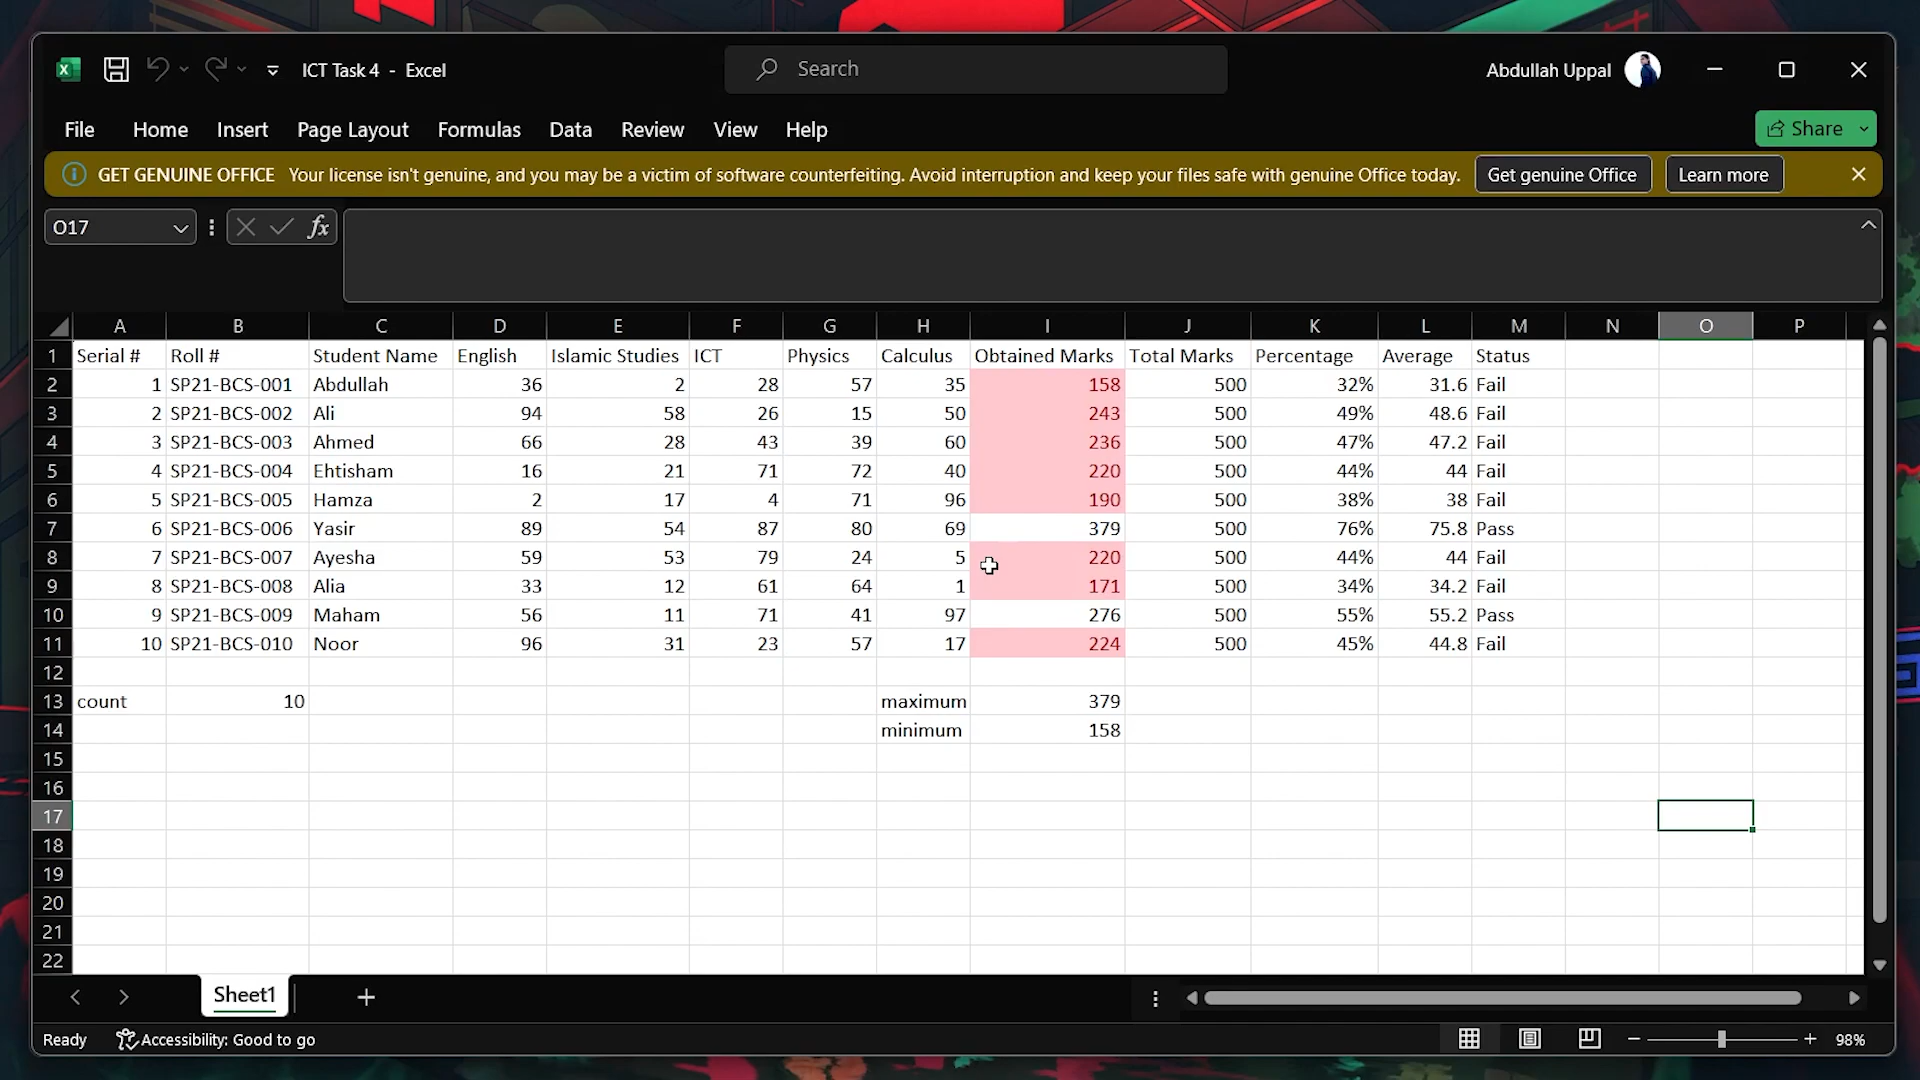 ICT Task 4 - Excel
Search
Abdullah Uppal
File Home Insert Page Layout Formulas Data Review View Help
Share
GET GENUINE OFFICE Your license isn't genuine, and you may be a victim of software counterfeiting. Avoid interruption and keep your files safe with genuine Office today. Get genuine Office Learn more
O17 fx
A B C D E F G H I J K L M N O P
1 Serial # Roll # Student Name English Islamic Studies ICT Physics Calculus Obtained Marks Total Marks Percentage Average Status
2 1 SP21-BCS-001 Abdullah 36 2 28 57 35 158 500 32% 31.6 Fail
3 2 SP21-BCS-002 Ali 94 58 26 15 50 243 500 49% 48.6 Fail
4 3 SP21-BCS-003 Ahmed 66 28 43 39 60 236 500 47% 47.2 Fail
5 4 SP21-BCS-004 Ehtisham 16 21 71 72 40 220 500 44% 44 Fail
6 5 SP21-BCS-005 Hamza 2 17 4 71 96 190 500 38% 38 Fail
7 6 SP21-BCS-006 Yasir 89 54 87 80 69 379 500 76% 75.8 Pass
8 7 SP21-BCS-007 Ayesha 59 53 79 24 5 220 500 44% 44 Fail
9 8 SP21-BCS-008 Alia 33 12 61 64 1 171 500 34% 34.2 Fail
10 9 SP21-BCS-009 Maham 56 11 71 41 97 276 500 55% 55.2 Pass
11 10 SP21-BCS-010 Noor 96 31 23 57 17 224 500 45% 44.8 Fail
12
13 count 10 maximum 379
14 minimum 158
15
16
17
18
19
20
21
22
Sheet1
Ready Accessibility: Good to go 98%